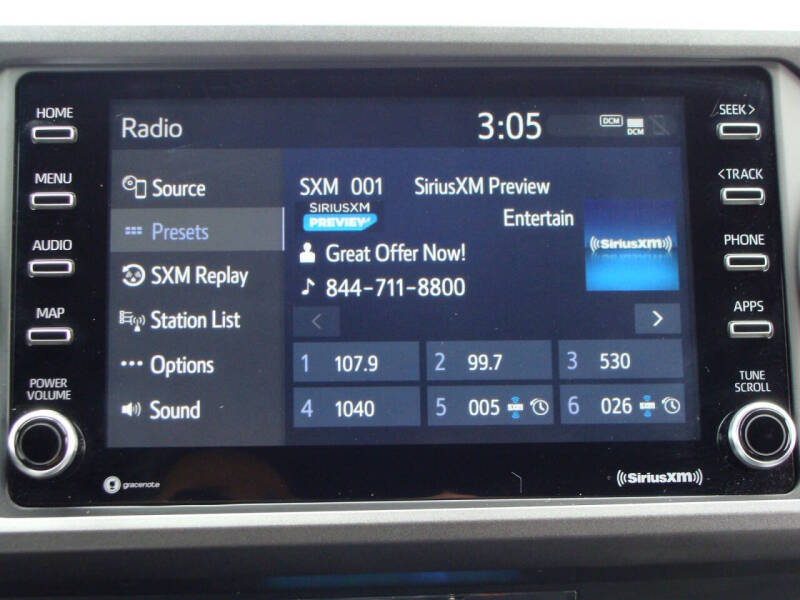 HOME
MENU
AUDIO
MAP
POWER
VOLUME
Radio
3:05
DCM
DCM
Source
Presets
SXM Replay
Station List
Options
Sound
SXM 001 SiriusXM Preview
SIRIUSXM
PREVIEW
Entertain
Great Offer Now!
844-711-8800
((SiriusXM))
<
>
1 107.9
2 99.7
3 530
4 1040
5 005 SXM
6 026 SXM
SEEK>
<TRACK
PHONE
APPS
TUNE
SCROLL
gracenote
((SiriusXM))